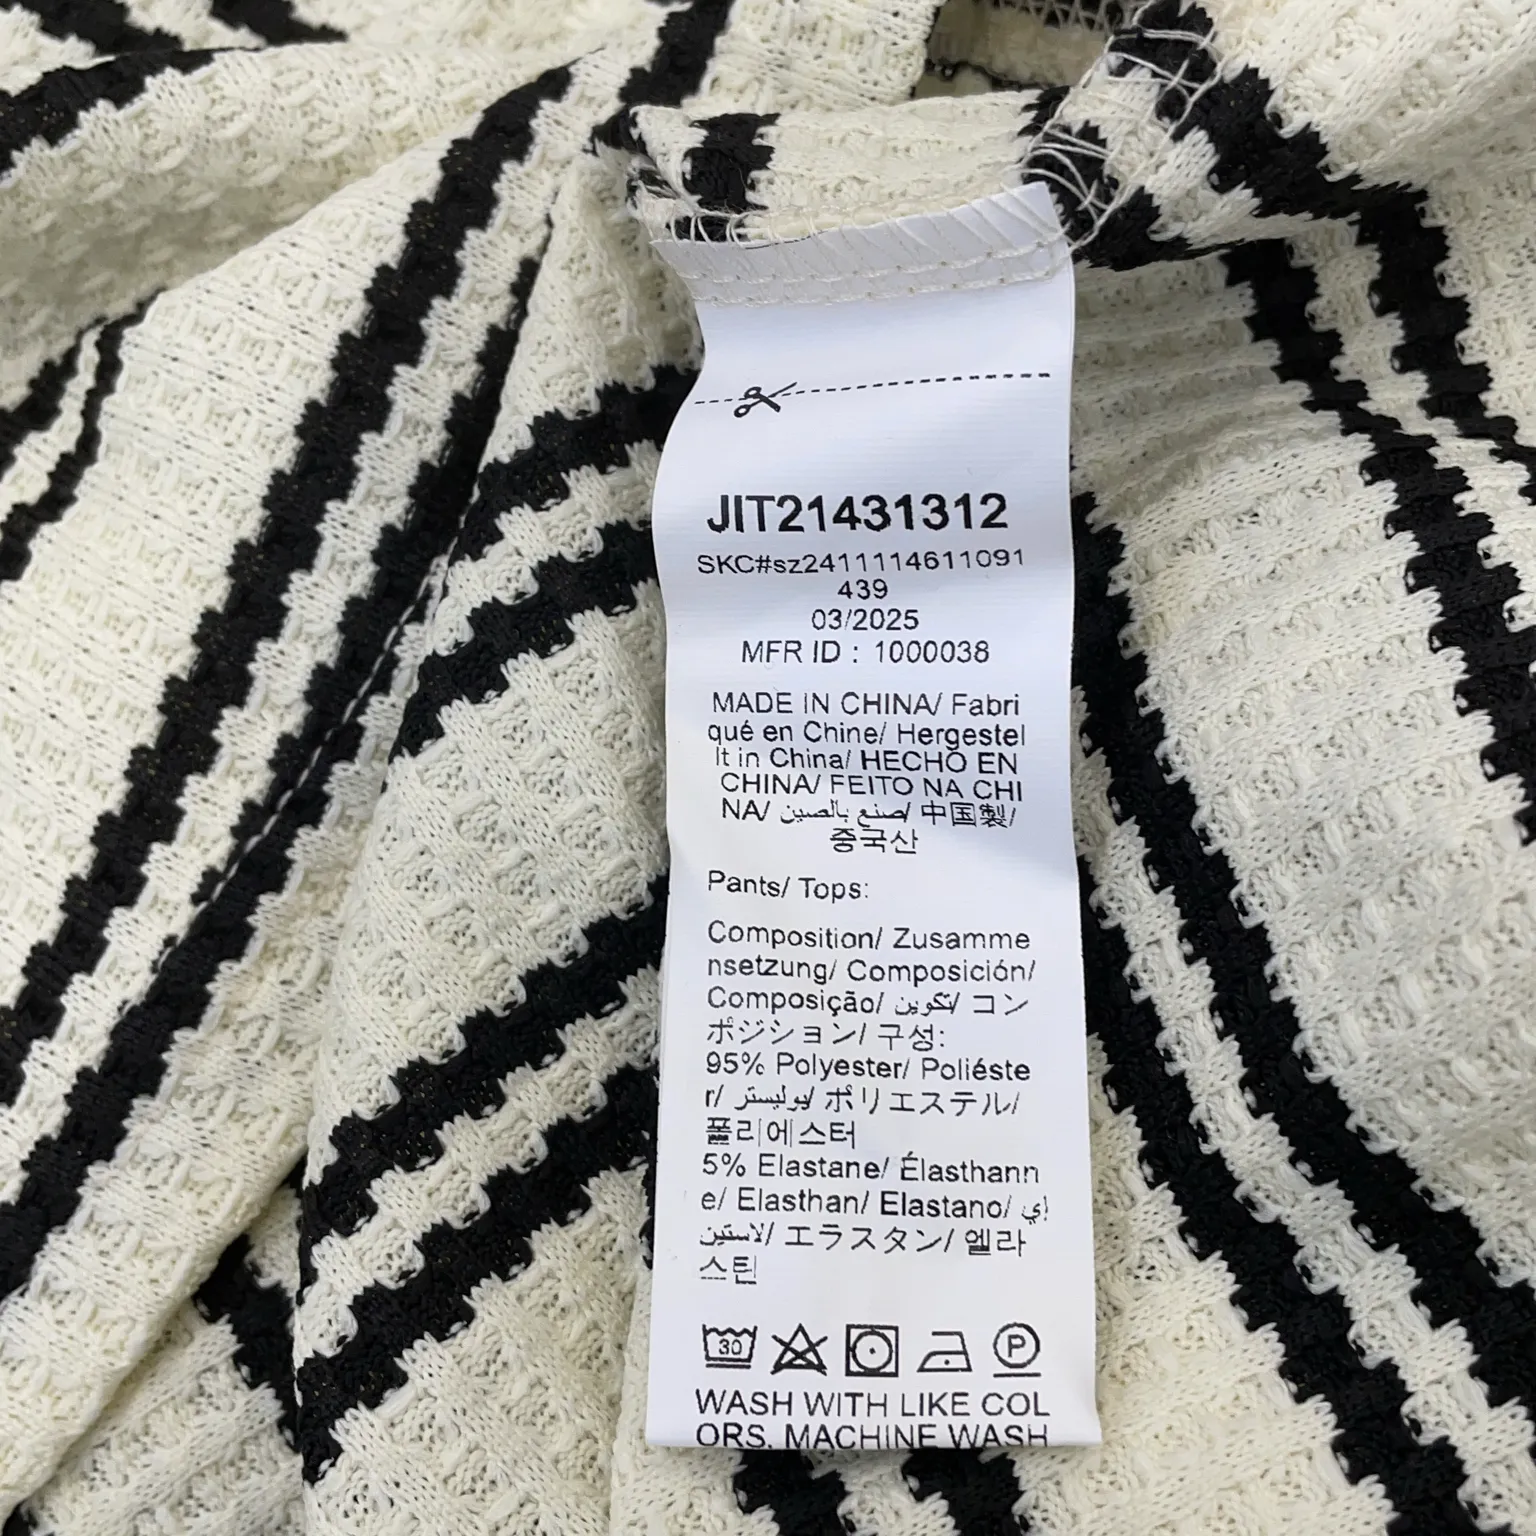 JIT21431312
SKC#sz2411114611091
439
03/2025
MFR ID : 1000038
MADE IN CHINA/ Fabri
qué en Chine/ Hergestel
lt in China/ HECHO EN
CHINA/ FEITO NA CHI
NA/ صنع بالصين/ 中国製/
중국산
Pants/ Tops:
Composition/ Zusamme
nsetzung/ Composición/
Composição/ تكوين/ コン
ポジション/ 구성:
95% Polyester/ Poliéste
r/ بوليستر/ ポリエステル/
폴리에스터
5% Elastane/ Élasthann
e/ Elasthan/ Elastano/ إي
لاستين/ エラスタン/ 엘라
스틴
30 P
WASH WITH LIKE COL
ORS, MACHINE WASH